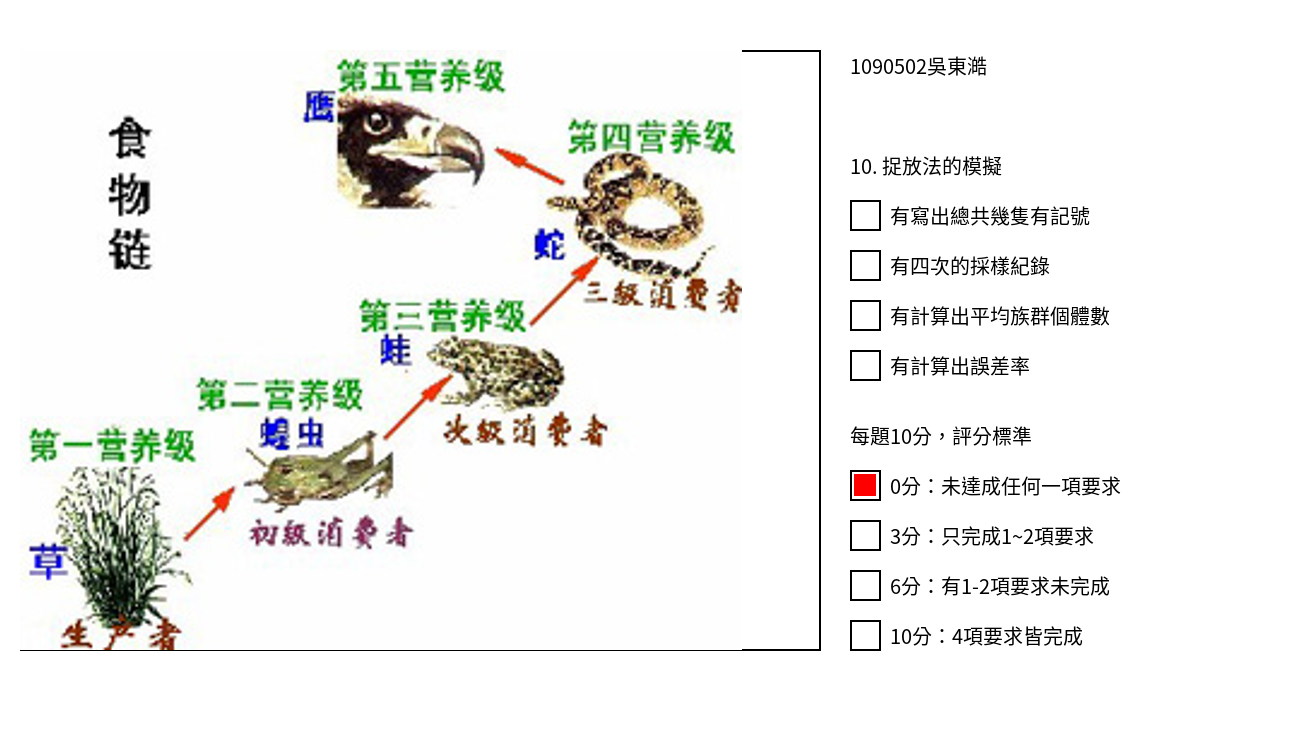 食物链
第五营养级
鹰
第四营养级
蛇
三級消費者
第三营养级
蛙
次級消費者
第二营养级
蝗虫
初級消費者
第一营养级
草
生产者
1090502吳東澔
10. 捉放法的模擬
有寫出總共幾隻有記號
有四次的採樣紀錄
有計算出平均族群個體數
有計算出誤差率
每題10分，評分標準
0分：未達成任何一項要求
3分：只完成1~2項要求
6分：有1-2項要求未完成
10分：4項要求皆完成